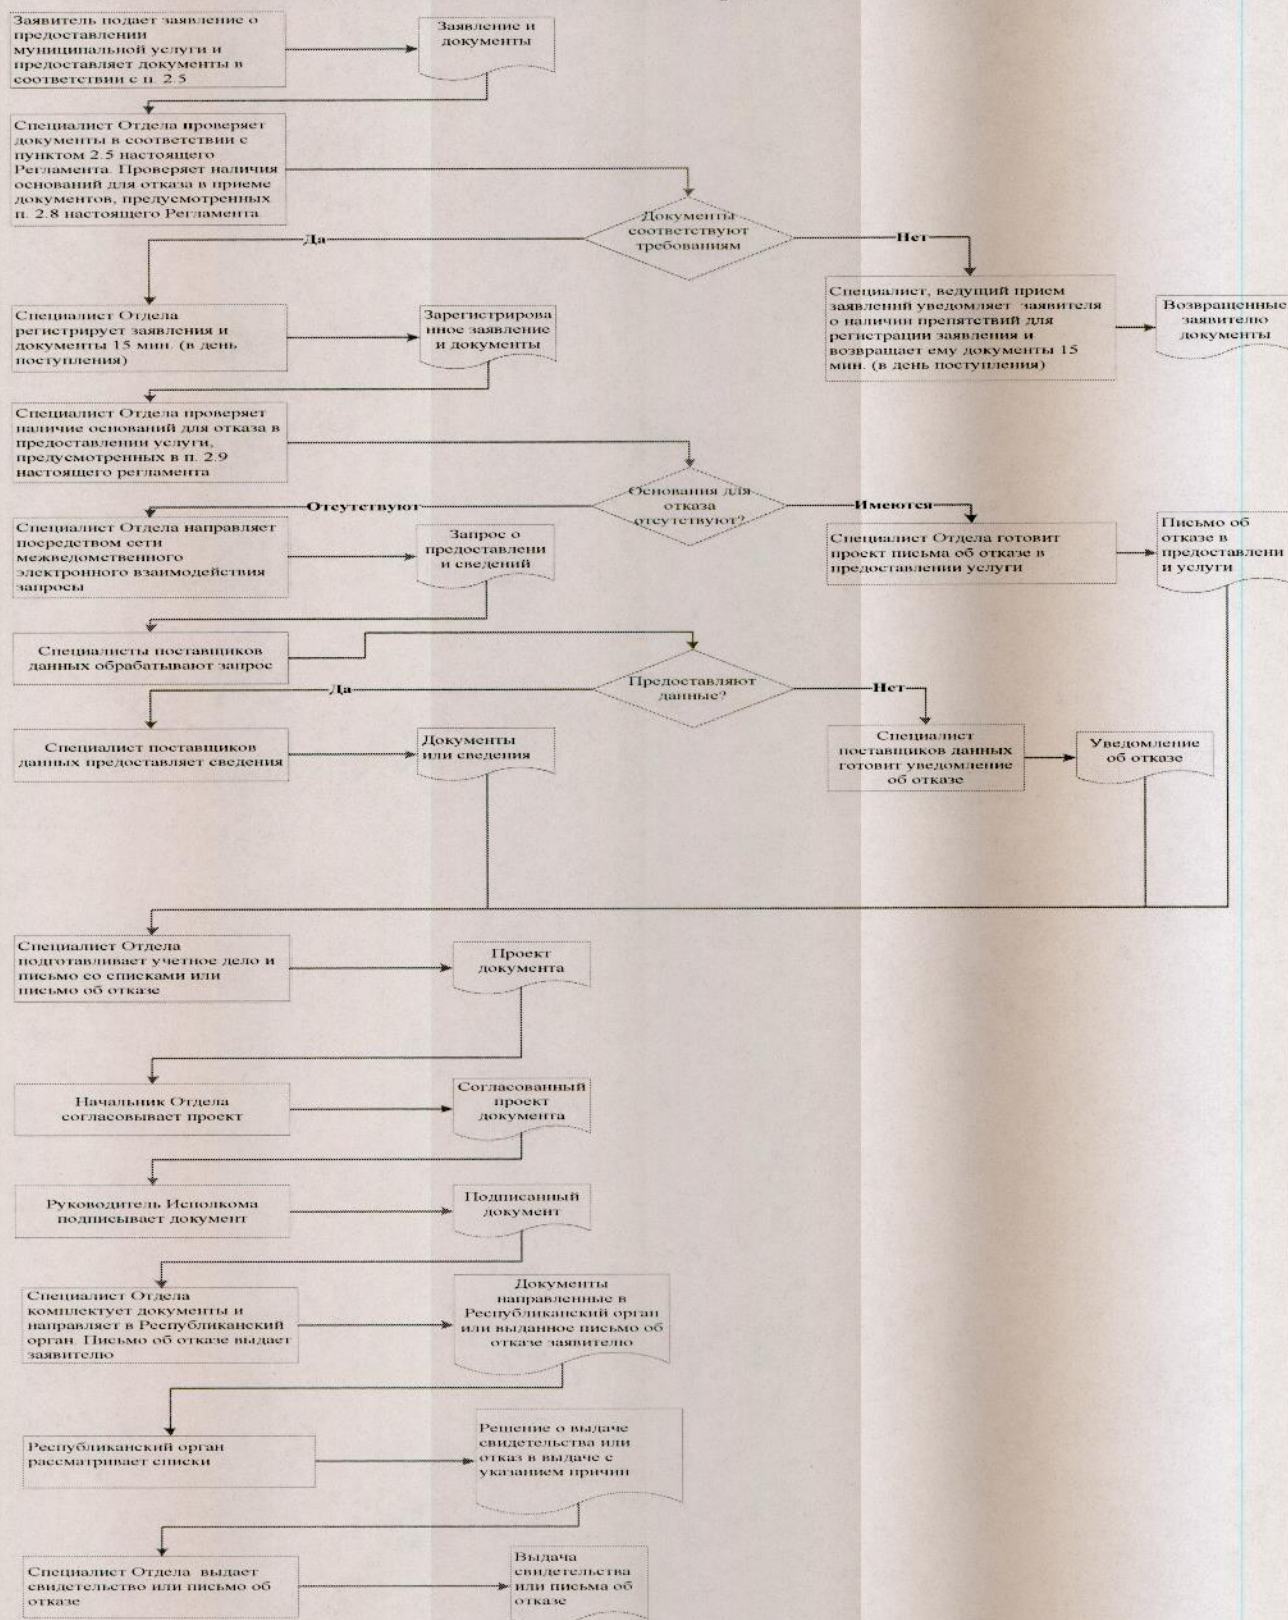 Заявитель подает заявление о
предоставлении
муниципальной услуги и
предоставляет документы в
соответствии с п. 2.5
Заявление и
документы
Специалист Отдела проверяет
документы в соответствии с
пунктом 2.5 настоящего
Регламента. Проверяет наличия
оснований для отказа в приеме
документов, предусмотренных
п. 2.8 настоящего Регламента
Документы
соответствуют
требованиям
Да
Нет
Специалист Отдела
регистрирует заявления и
документы 15 мин. (в день
поступления)
Зарегистрирова
нное заявление
и документы
Специалист, ведущий прием
заявлений уведомляет заявителя
о наличии препятствий для
регистрации заявления и
возвращает ему документы 15
мин. (в день поступления)
Возвращенные
заявителю
документы
Специалист Отдела проверяет
наличие оснований для отказа в
предоставлении услуги,
предусмотренных в п. 2.9
настоящего регламента
Основания для
отказа
отсутствуют?
Отсутствуют
Имеются
Специалист Отдела направляет
посредством сети
межведомственного
электронного взаимодействия
запросы
Запрос о
предоставлени
и сведений
Специалист Отдела готовит
проект письма об отказе в
предоставлении услуги
Письмо об
отказе в
предоставлени
и услуги
Специалисты поставщиков
данных обрабатывают запрос
Предоставляют
данные?
Да
Нет
Специалист поставщиков
данных предоставляет сведения
Документы
или сведения
Специалист
поставщиков данных
готовит уведомление
об отказе
Уведомление
об отказе
Специалист Отдела
подготавливает учетное дело и
письмо со списками или
письмо об отказе
Проект
документа
Начальник Отдела
согласовывает проект
Согласованный
проект
документа
Руководитель Исполкома
подписывает документ
Подписанный
документ
Специалист Отдела
комплектует документы и
направляет в Республиканский
орган. Письмо об отказе выдает
заявителю
Документы
направленные в
Республиканский орган
или выданное письмо об
отказе заявителю
Республиканский орган
рассматривает списки
Решение о выдаче
свидетельства или
отказ в выдаче с
указанием причин
Специалист Отдела выдает
свидетельство или письмо об
отказе
Выдача
свидетельства
или письма об
отказе